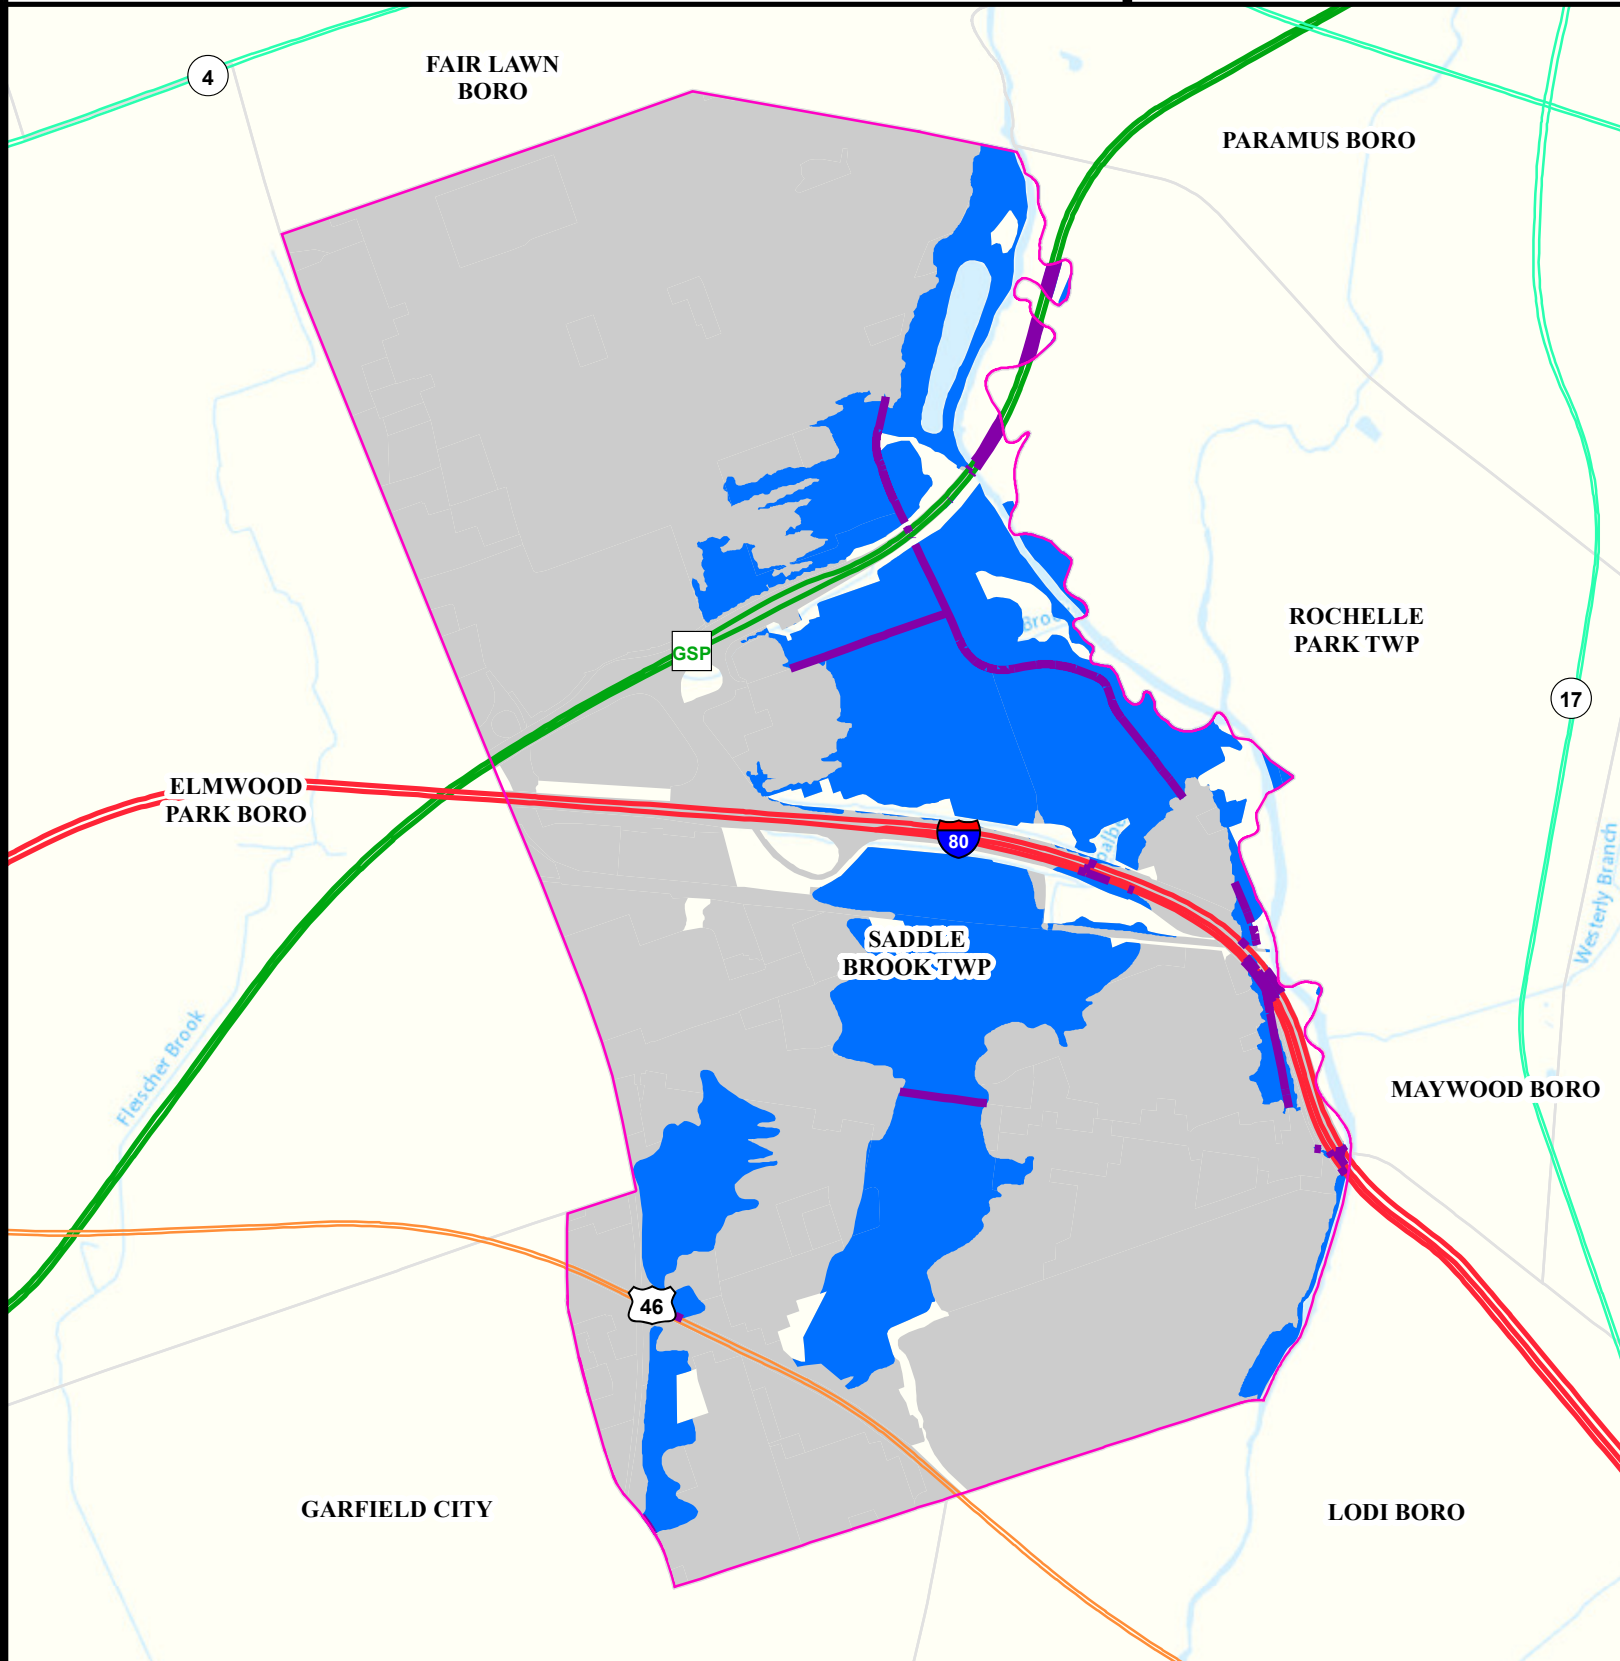 4
FAIR LAWN
BORO
PARAMUS BORO
ROCHELLE
PARK TWP
Brook
GSP
17
ELMWOOD
PARK BORO
80
SADDLE
BROOK TWP
Westerly Branch
Fleischer Brook
MAYWOOD BORO
46
GARFIELD CITY
LODI BORO